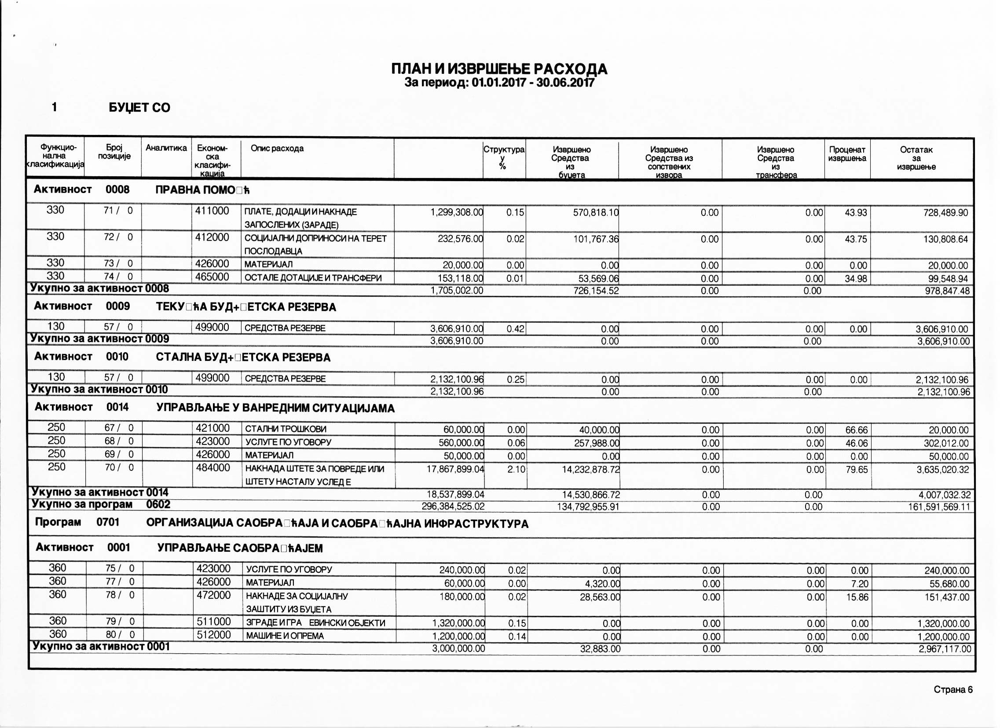 ПЛАН И ИЗВРШЕЊЕ РАСХОДА
За период: 01.01.2017 - 30.06.2017
1 БУЏЕТ СО
Функцио- Број Аналитика Економ- Опис расхода Структура Извршено Извршено Извршено Проценат Остатак
нална позиције ска у Средства Средства из Средства извршења за
класификација класифи- % из сопствених из извршење
кација буџета извора трансфера
Активност 0008 ПРАВНА ПОМО□ћ
330 71 / 0 411000 ПЛАТЕ, ДОДАЦИ И НАКНАДЕ 1,299,308.00 0.15 570,818.10 0.00 0.00 43.93 728,489.90
ЗАПОСЛЕНИХ (ЗАРАДЕ)
330 72 / 0 412000 СОЦИЈАЛНИ ДОПРИНОСИ НА ТЕРЕТ 232,576.00 0.02 101,767.36 0.00 0.00 43.75 130,808.64
ПОСЛОДАВЦА
330 73 / 0 426000 МАТЕРИЈАЛ 20,000.00 0.00 0.00 0.00 0.00 0.00 20,000.00
330 74 / 0 465000 ОСТАЛЕ ДОТАЦИЈЕ И ТРАНСФЕРИ 153,118.00 0.01 53,569.06 0.00 0.00 34.98 99,548.94
Укупно за активност 0008 1,705,002.00 726,154.52 0.00 0.00 978,847.48
Активност 0009 ТЕКУ□ћА БУД+□ЕТСКА РЕЗЕРВА
130 57 / 0 499000 СРЕДСТВА РЕЗЕРВЕ 3,606,910.00 0.42 0.00 0.00 0.00 0.00 3,606,910.00
Укупно за активност 0009 3,606,910.00 0.00 0.00 0.00 3,606,910.00
Активност 0010 СТАЛНА БУД+□ЕТСКА РЕЗЕРВА
130 57 / 0 499000 СРЕДСТВА РЕЗЕРВЕ 2,132,100.96 0.25 0.00 0.00 0.00 0.00 2,132,100.96
Укупно за активност 0010 2,132,100.96 0.00 0.00 0.00 2,132,100.96
Активност 0014 УПРАВЉАЊЕ У ВАНРЕДНИМ СИТУАЦИЈАМА
250 67 / 0 421000 СТАЛНИ ТРОШКОВИ 60,000.00 0.00 40,000.00 0.00 0.00 66.66 20,000.00
250 68 / 0 423000 УСЛУГЕ ПО УГОВОРУ 560,000.00 0.06 257,988.00 0.00 0.00 46.06 302,012.00
250 69 / 0 426000 МАТЕРИЈАЛ 50,000.00 0.00 0.00 0.00 0.00 0.00 50,000.00
250 70 / 0 484000 НАКНАДА ШТЕТЕ ЗА ПОВРЕДЕ ИЛИ 17,867,899.04 2.10 14,232,878.72 0.00 0.00 79.65 3,635,020.32
ШТЕТУ НАСТАЛУ УСЛЕД Е
Укупно за активност 0014 18,537,899.04 14,530,866.72 0.00 0.00 4,007,032.32
Укупно за програм 0602 296,384,525.02 134,792,955.91 0.00 0.00 161,591,569.11
Програм 0701 ОРГАНИЗАЦИЈА САОБРА□ћАЈА И САОБРА□ћАЈНА ИНФРАСТРУКТУРА
Активност 0001 УПРАВЉАЊЕ САОБРА□ћАЈЕМ
360 75 / 0 423000 УСЛУГЕ ПО УГОВОРУ 240,000.00 0.02 0.00 0.00 0.00 0.00 240,000.00
360 77 / 0 426000 МАТЕРИЈАЛ 60,000.00 0.00 4,320.00 0.00 0.00 7.20 55,680.00
360 78 / 0 472000 НАКНАДЕ ЗА СОЦИЈАЛНУ 180,000.00 0.02 28,563.00 0.00 0.00 15.86 151,437.00
ЗАШТИТУ ИЗ БУЏЕТА
360 79 / 0 511000 ЗГРАДЕ И ГРА ЕВИНСКИ ОБЈЕКТИ 1,320,000.00 0.15 0.00 0.00 0.00 0.00 1,320,000.00
360 80 / 0 512000 МАШИНЕ И ОПРЕМА 1,200,000.00 0.14 0.00 0.00 0.00 0.00 1,200,000.00
Укупно за активност 0001 3,000,000.00 32,883.00 0.00 0.00 2,967,117.00
Страна 6